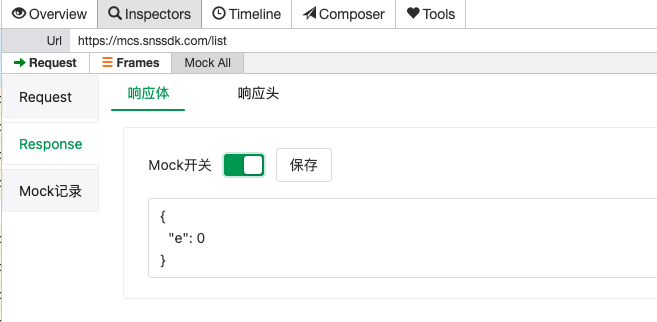 Overview Inspectors Timeline Composer Tools
Url https://mcs.snssdk.com/list
Request Frames Mock All
Request 响应体 响应头
Response
Mock开关 保存
Mock记录
{
"e": 0
}